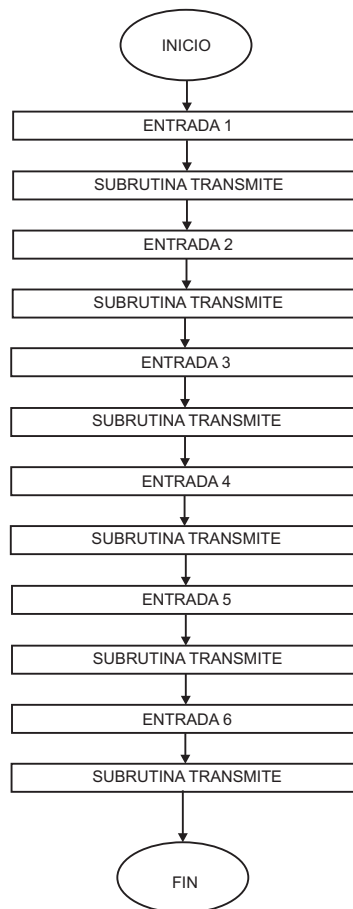 INICIO
ENTRADA 1
SUBRUTINA TRANSMITE
ENTRADA 2
SUBRUTINA TRANSMITE
ENTRADA 3
SUBRUTINA TRANSMITE
ENTRADA 4
SUBRUTINA TRANSMITE
ENTRADA 5
SUBRUTINA TRANSMITE
ENTRADA 6
SUBRUTINA TRANSMITE
FIN